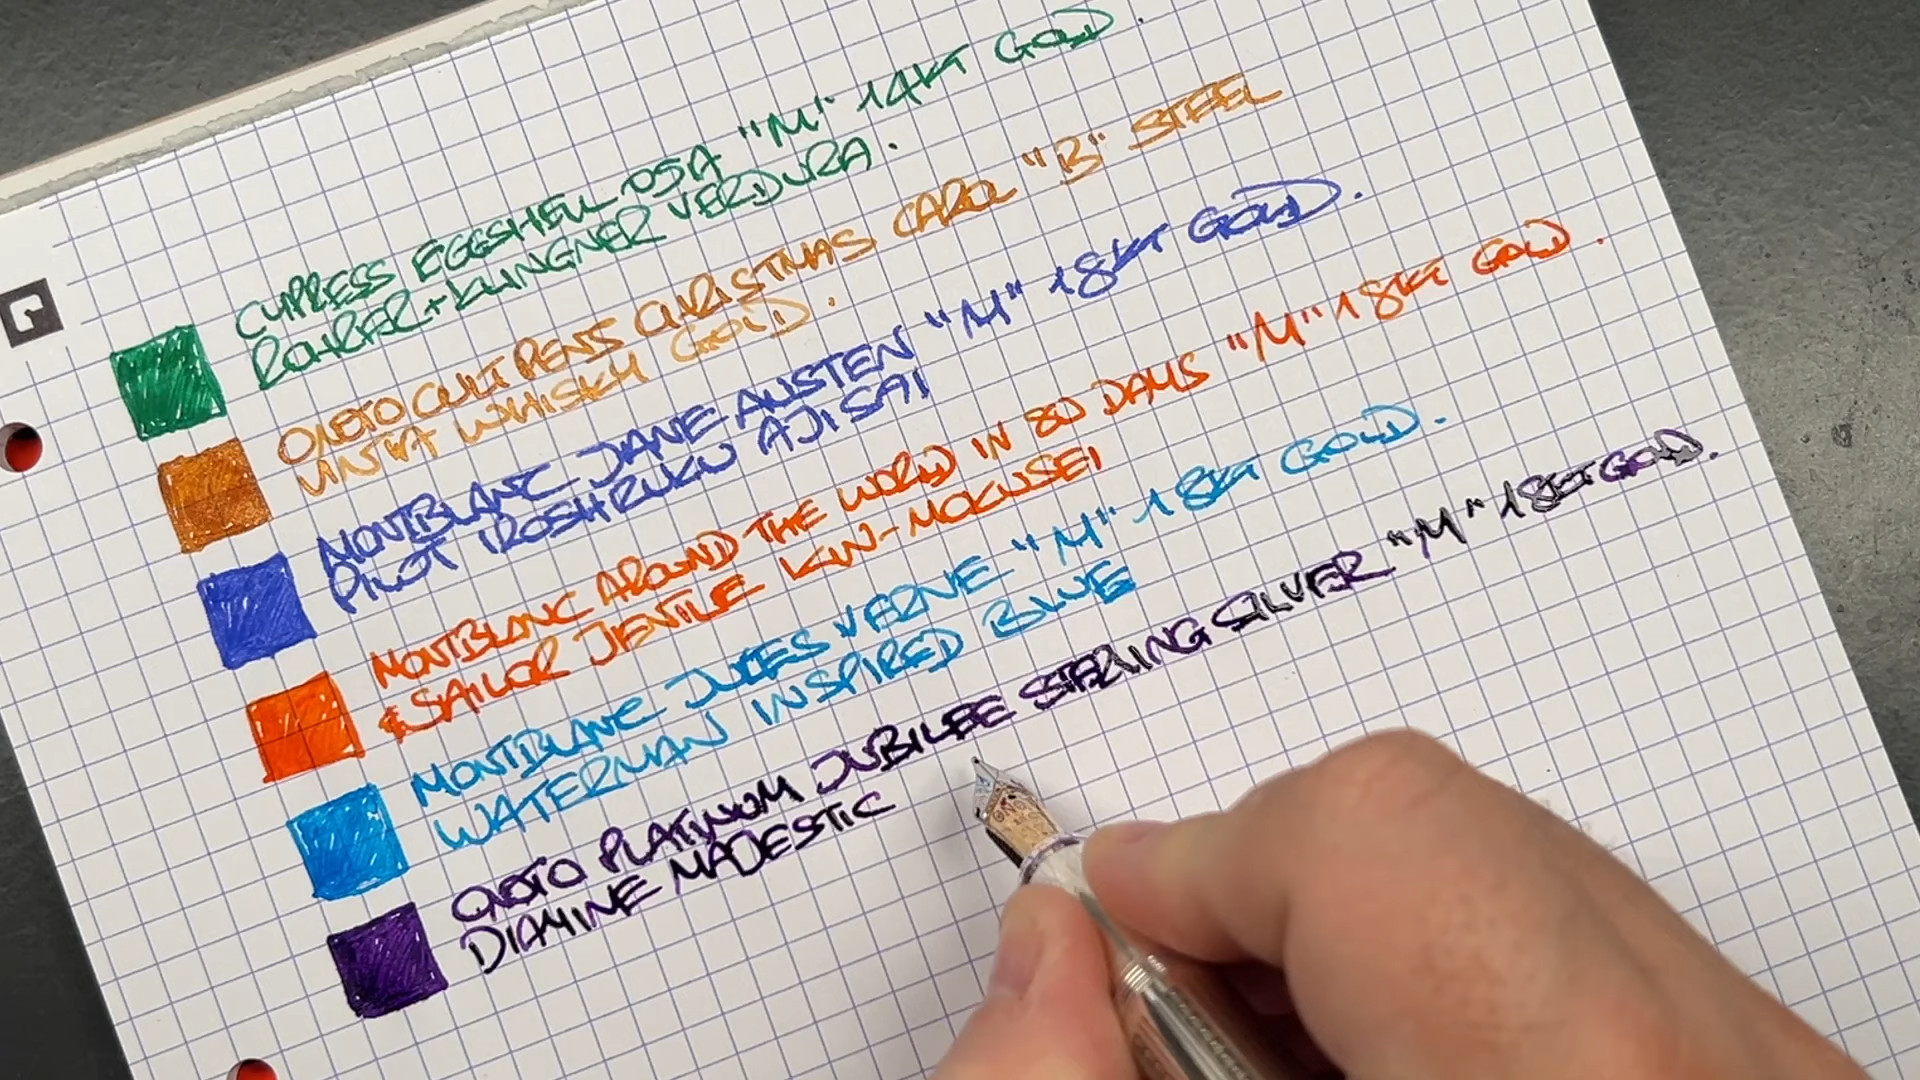 CYPRESS EGGSHELL OSA "M" 14KT GOLD.
ROHRER+KLINGNER VERDURA.
ONOTO CULT PENS CHRISTMAS CAROL "B" STEEL
VINTA WHISKY GOLD.
MONTBLANC JANE AUSTEN "M" 18KT GOLD.
PILOT IROSHIZUKU AJISAI
MONTBLANC AROUND THE WORLD IN 80 DAYS "M" 18KT GOLD.
SAILOR JENTLE KIN-MOKUSEI
MONTBLANC JULES VERNE "M" 18KT GOLD.
WATERMAN INSPIRED BLUE
ONOTO PLATINUM JUBILEE STERLING SILVER "M" 18KT GOLD.
DIAMINE MAJESTIC